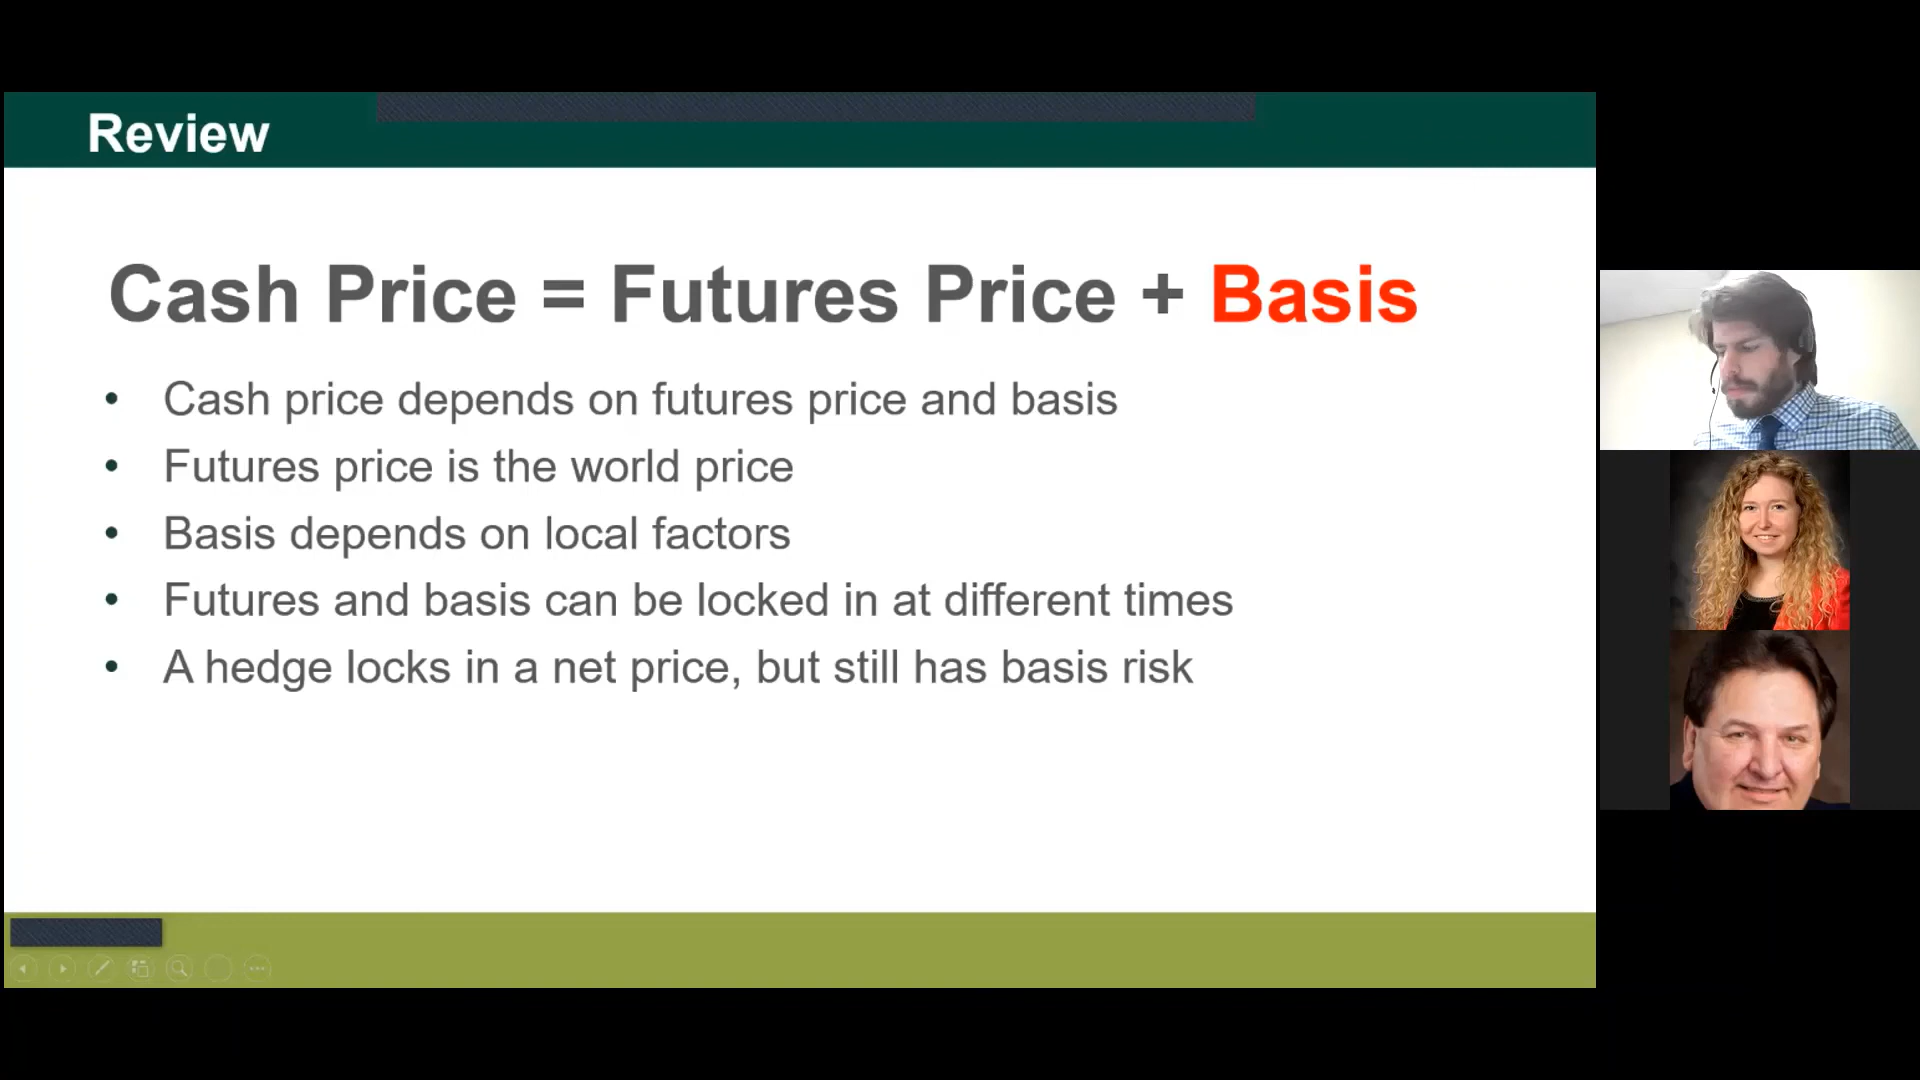 Review
Cash Price = Futures Price + Basis
• Cash price depends on futures price and basis
• Futures price is the world price
• Basis depends on local factors
• Futures and basis can be locked in at different times
• A hedge locks in a net price, but still has basis risk